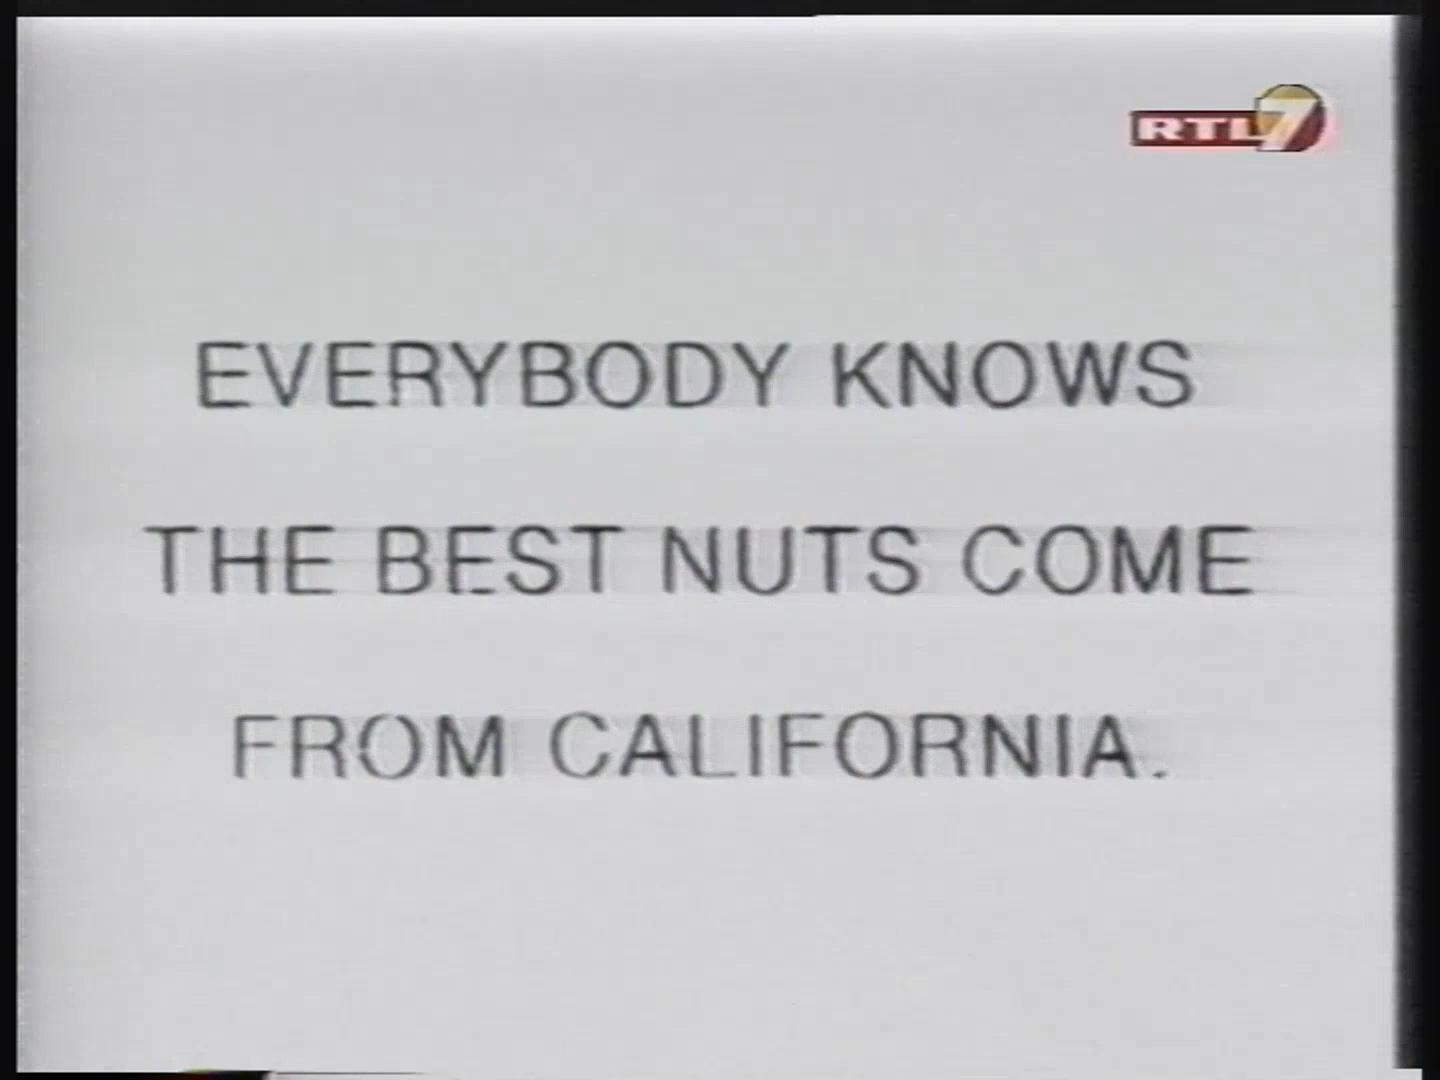 RTL7
EVERYBODY KNOWS
THE BEST NUTS COME
FROM CALIFORNIA.